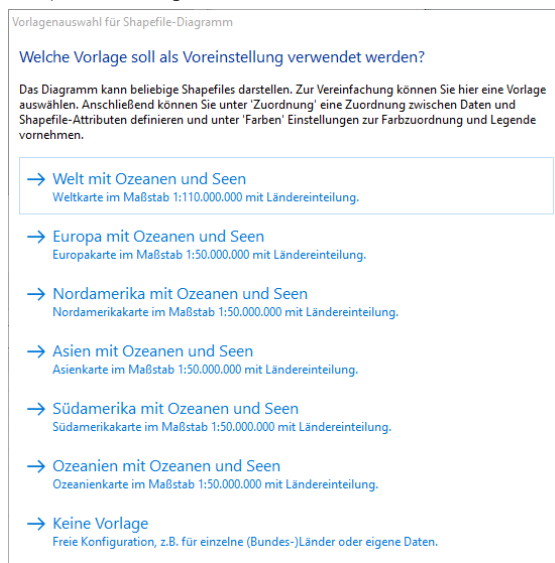 Vorlagenauswahl für Shapefile-Diagramm
Welche Vorlage soll als Voreinstellung verwendet werden?
Das Diagramm kann beliebige Shapefiles darstellen. Zur Vereinfachung können Sie hier eine Vorlage
auswählen. Anschließend können Sie unter 'Zuordnung' eine Zuordnung zwischen Daten und
Shapefile-Attributen definieren und unter 'Farben' Einstellungen zur Farbzuordnung und Legende
vornehmen.
→ Welt mit Ozeanen und Seen
Weltkarte im Maßstab 1:110.000.000 mit Ländereinteilung.
→ Europa mit Ozeanen und Seen
Europakarte im Maßstab 1:50.000.000 mit Ländereinteilung.
→ Nordamerika mit Ozeanen und Seen
Nordamerikakarte im Maßstab 1:50.000.000 mit Ländereinteilung.
→ Asien mit Ozeanen und Seen
Asienkarte im Maßstab 1:50.000.000 mit Ländereinteilung.
→ Südamerika mit Ozeanen und Seen
Südamerikakarte im Maßstab 1:50.000.000 mit Ländereinteilung.
→ Ozeanien mit Ozeanen und Seen
Ozeanienkarte im Maßstab 1:50.000.000 mit Ländereinteilung.
→ Keine Vorlage
Freie Konfiguration, z.B. für einzelne (Bundes-)Länder oder eigene Daten.